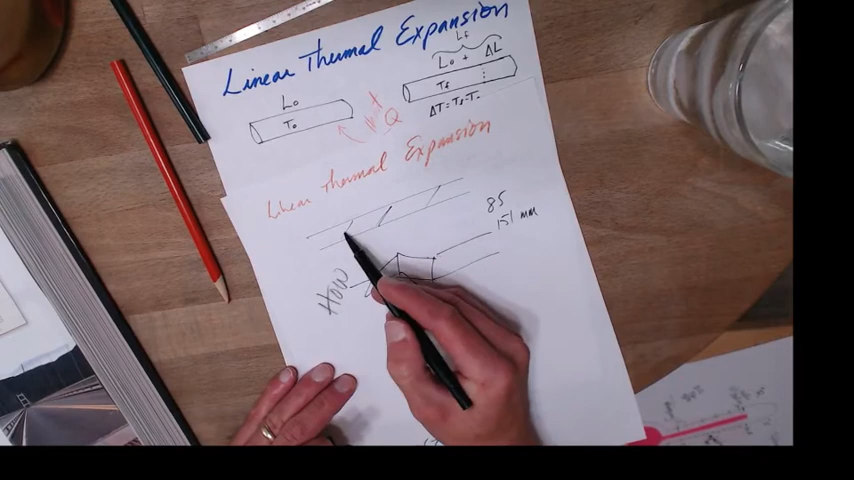 Linear Thermal Expansion
Lf
L₀ + ΔL
L₀
T₀
Tf
ΔT = Tf - T₀
Q
Linear thermal Expansion
85
151 mm
How